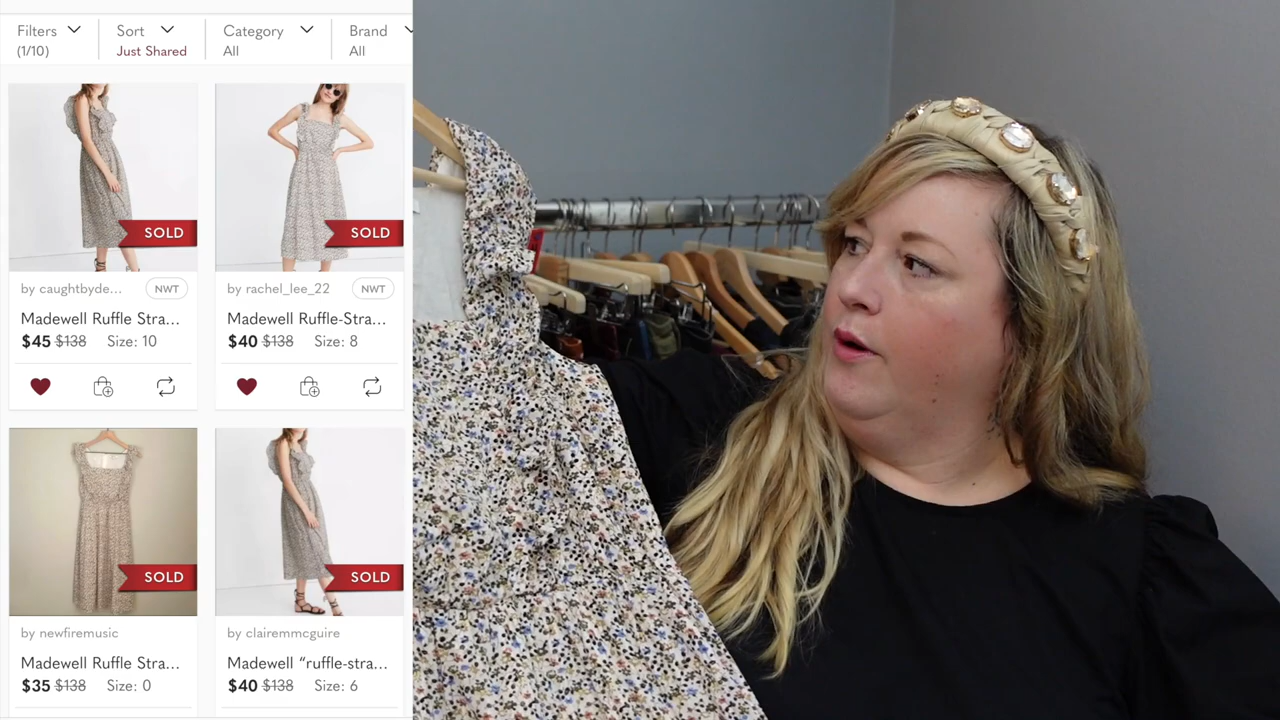 Filters
(1/10)
Sort
Just Shared
Category
All
Brand
All
SOLD
SOLD
by caughtbyde...
NWT
by rachel_lee_22
NWT
Madewell Ruffle Stra...
$45 $138 Size: 10
Madewell Ruffle-Stra...
$40 $138 Size: 8
SOLD
SOLD
by newfiremusic
by clairemmcguire
Madewell Ruffle Stra...
$35 $138 Size: 0
Madewell “ruffle-stra...
$40 $138 Size: 6